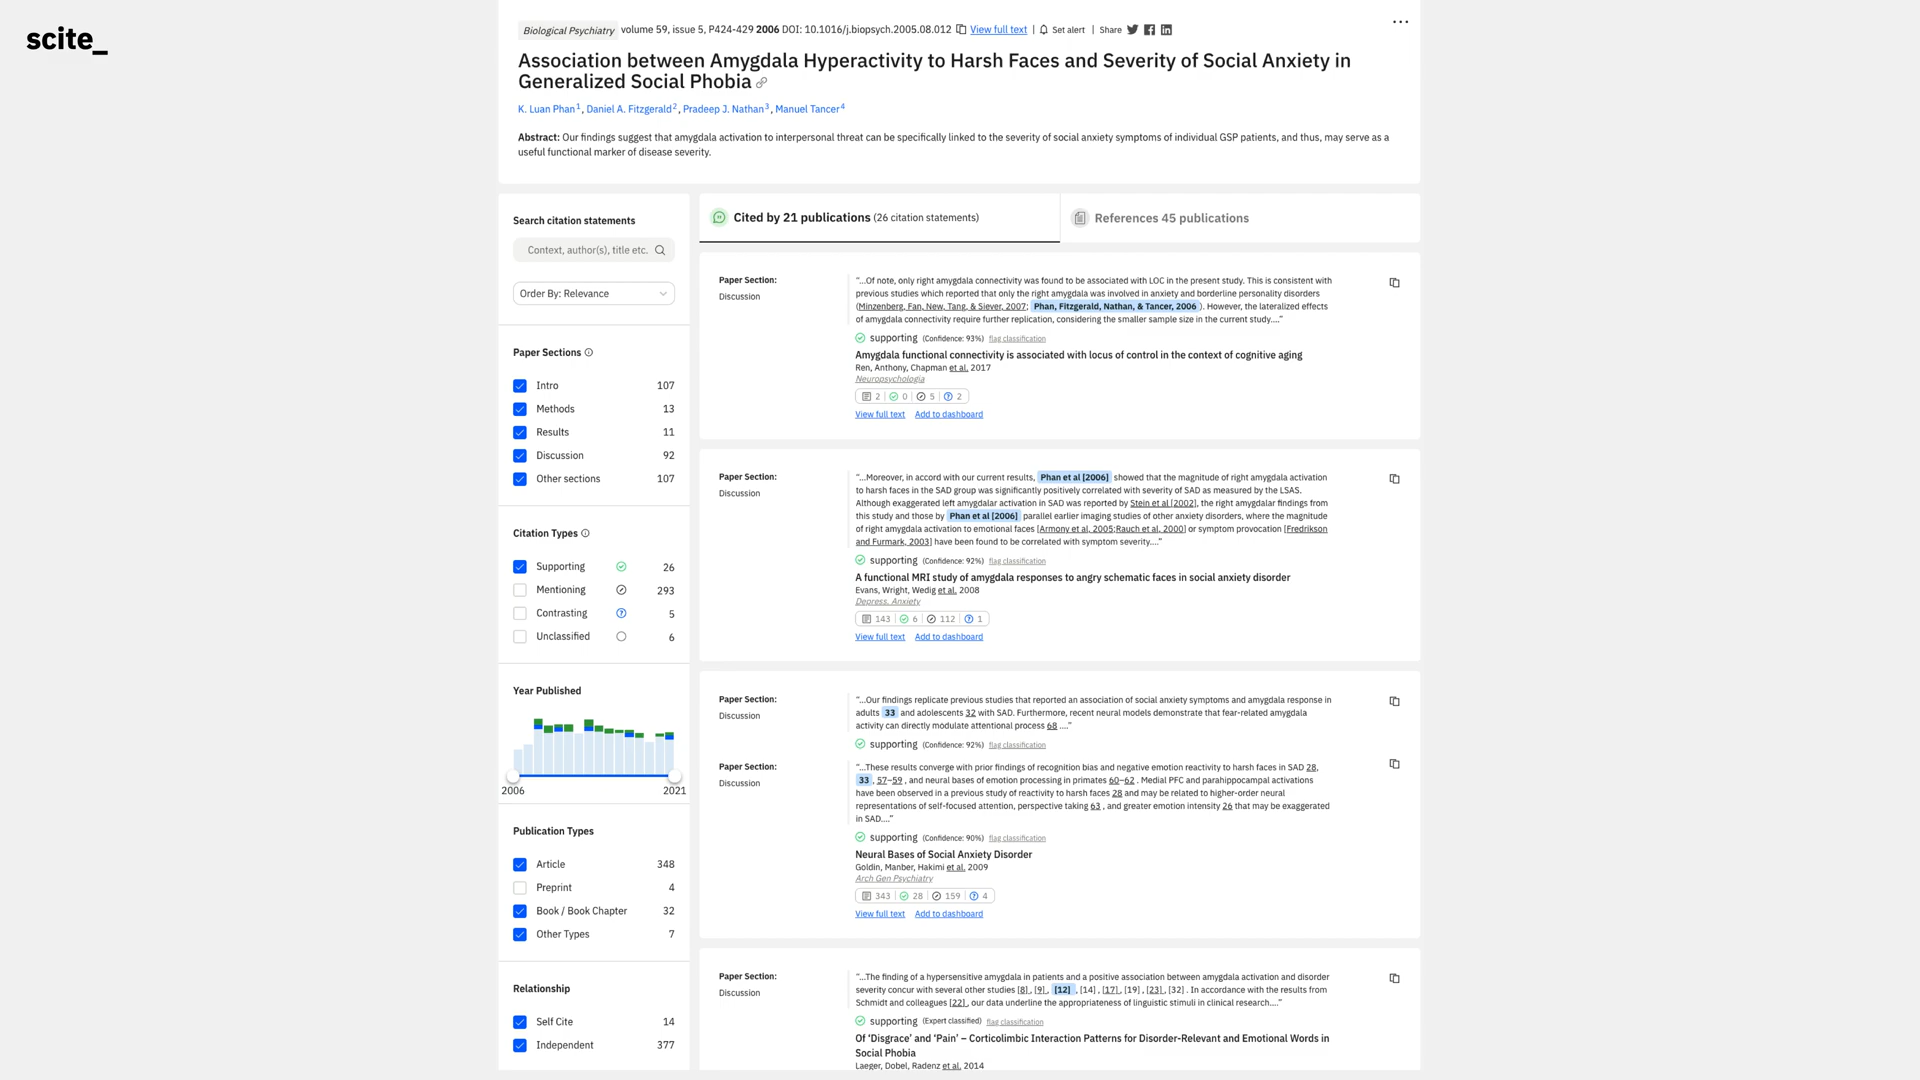 scite_
Biological Psychiatry volume 59, issue 5, P424-429 2006 DOI: 10.1016/j.biopsych.2005.08.012 View full text | Set alert | Share
Association between Amygdala Hyperactivity to Harsh Faces and Severity of Social Anxiety in
Generalized Social Phobia
K. Luan Phan1, Daniel A. Fitzgerald2, Pradeep J. Nathan3, Manuel Tancer4
Abstract: Our findings suggest that amygdala activation to interpersonal threat can be specifically linked to the severity of social anxiety symptoms of individual GSP patients, and thus, may serve as a
useful functional marker of disease severity.
Search citation statements
Context, author(s), title etc.
Order By: Relevance
Paper Sections
Intro 107
Methods 13
Results 11
Discussion 92
Other sections 107
Citation Types
Supporting 26
Mentioning 293
Contrasting 5
Unclassified 6
Year Published
2006 2021
Publication Types
Article 348
Preprint 4
Book / Book Chapter 32
Other Types 7
Relationship
Self Cite 14
Independent 377
Cited by 21 publications (26 citation statements)
References 45 publications
Paper Section:
Discussion
“...Of note, only right amygdala connectivity was found to be associated with LOC in the present study. This is consistent with
previous studies which reported that only the right amygdala was involved in anxiety and borderline personality disorders
(Minzenberg, Fan, New, Tang, & Siever, 2007; Phan, Fitzgerald, Nathan, & Tancer, 2006 ). However, the lateralized effects
of amygdala connectivity require further replication, considering the smaller sample size in the current study....”
supporting (Confidence: 93%) flag classification
Amygdala functional connectivity is associated with locus of control in the context of cognitive aging
Ren, Anthony, Chapman et al. 2017
Neuropsychologia
2 0 5 2
View full text Add to dashboard
Paper Section:
Discussion
“...Moreover, in accord with our current results, Phan et al [2006] showed that the magnitude of right amygdala activation
to harsh faces in the SAD group was significantly positively correlated with severity of SAD as measured by the LSAS.
Although exaggerated left amygdalar activation in SAD was reported by Stein et al [2002], the right amygdalar findings from
this study and those by Phan et al [2006] parallel earlier imaging studies of other anxiety disorders, where the magnitude
of right amygdala activation to emotional faces [Armony et al, 2005;Rauch et al, 2000] or symptom provocation [Fredrikson
and Furmark, 2003] have been found to be correlated with symptom severity....”
supporting (Confidence: 92%) flag classification
A functional MRI study of amygdala responses to angry schematic faces in social anxiety disorder
Evans, Wright, Wedig et al. 2008
Depress. Anxiety
143 6 112 1
View full text Add to dashboard
Paper Section:
Discussion
“...Our findings replicate previous studies that reported an association of social anxiety symptoms and amygdala response in
adults 33 and adolescents 32 with SAD. Furthermore, recent neural models demonstrate that fear-related amygdala
activity can directly modulate attentional process 68 ....”
supporting (Confidence: 92%) flag classification
Paper Section:
Discussion
“...These results converge with prior findings of recognition bias and negative emotion reactivity to harsh faces in SAD 28,
33 , 57–59 , and neural bases of emotion processing in primates 60–62 . Medial PFC and parahippocampal activations
have been observed in a previous study of reactivity to harsh faces 28 and may be related to higher-order neural
representations of self-focused attention, perspective taking 63 , and greater emotion intensity 26 that may be exaggerated
in SAD....”
supporting (Confidence: 90%) flag classification
Neural Bases of Social Anxiety Disorder
Goldin, Manber, Hakimi et al. 2009
Arch Gen Psychiatry
343 28 159 4
View full text Add to dashboard
Paper Section:
Discussion
“...The finding of a hypersensitive amygdala in patients and a positive association between amygdala activation and disorder
severity concur with several other studies [8] , [9] , [12] , [14] , [17] , [19] , [23] , [32] . In accordance with the results from
Schmidt and colleagues [22] , our data underline the appropriateness of linguistic stimuli in clinical research....”
supporting (Expert classified) flag classification
Of ‘Disgrace’ and ‘Pain’ – Corticolimbic Interaction Patterns for Disorder-Relevant and Emotional Words in
Social Phobia
Laeger, Dobel, Radenz et al. 2014